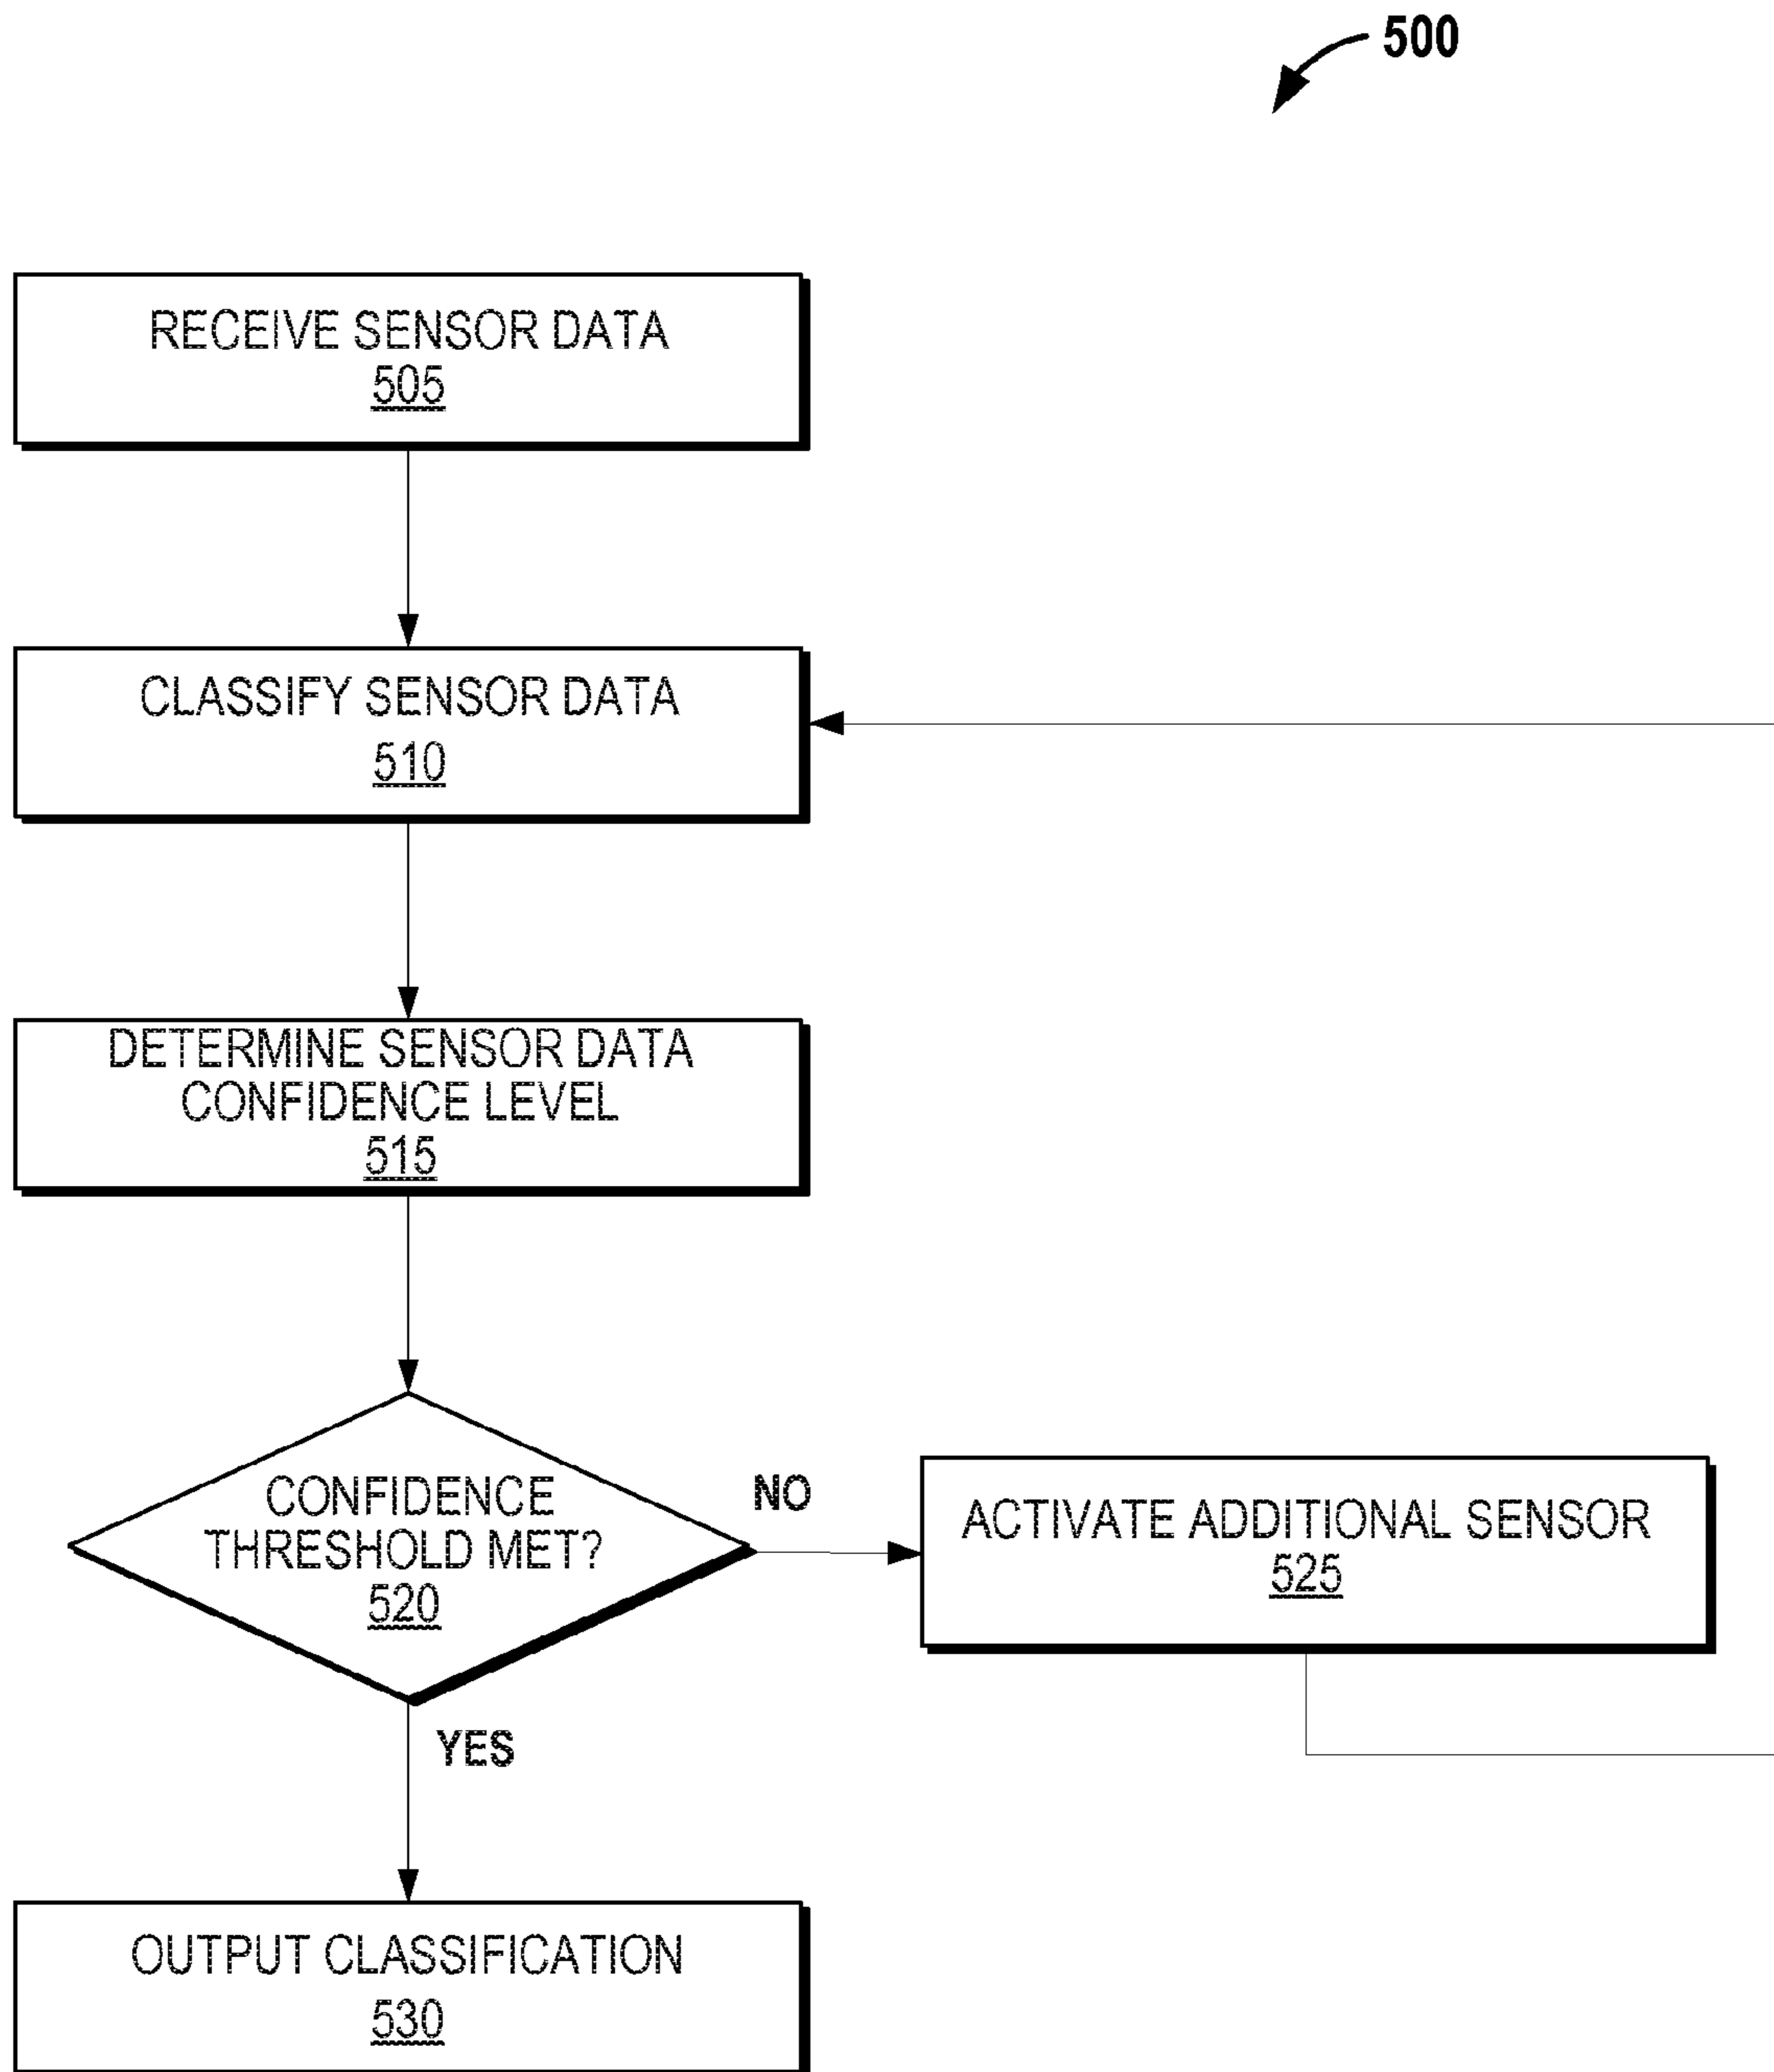 500
RECEIVE SENSOR DATA
505
CLASSIFY SENSOR DATA
510
DETERMINE SENSOR DATA
CONFIDENCE LEVEL
515
CONFIDENCE
THRESHOLD MET?
520
NO
ACTIVATE ADDITIONAL SENSOR
525
YES
OUTPUT CLASSIFICATION
530